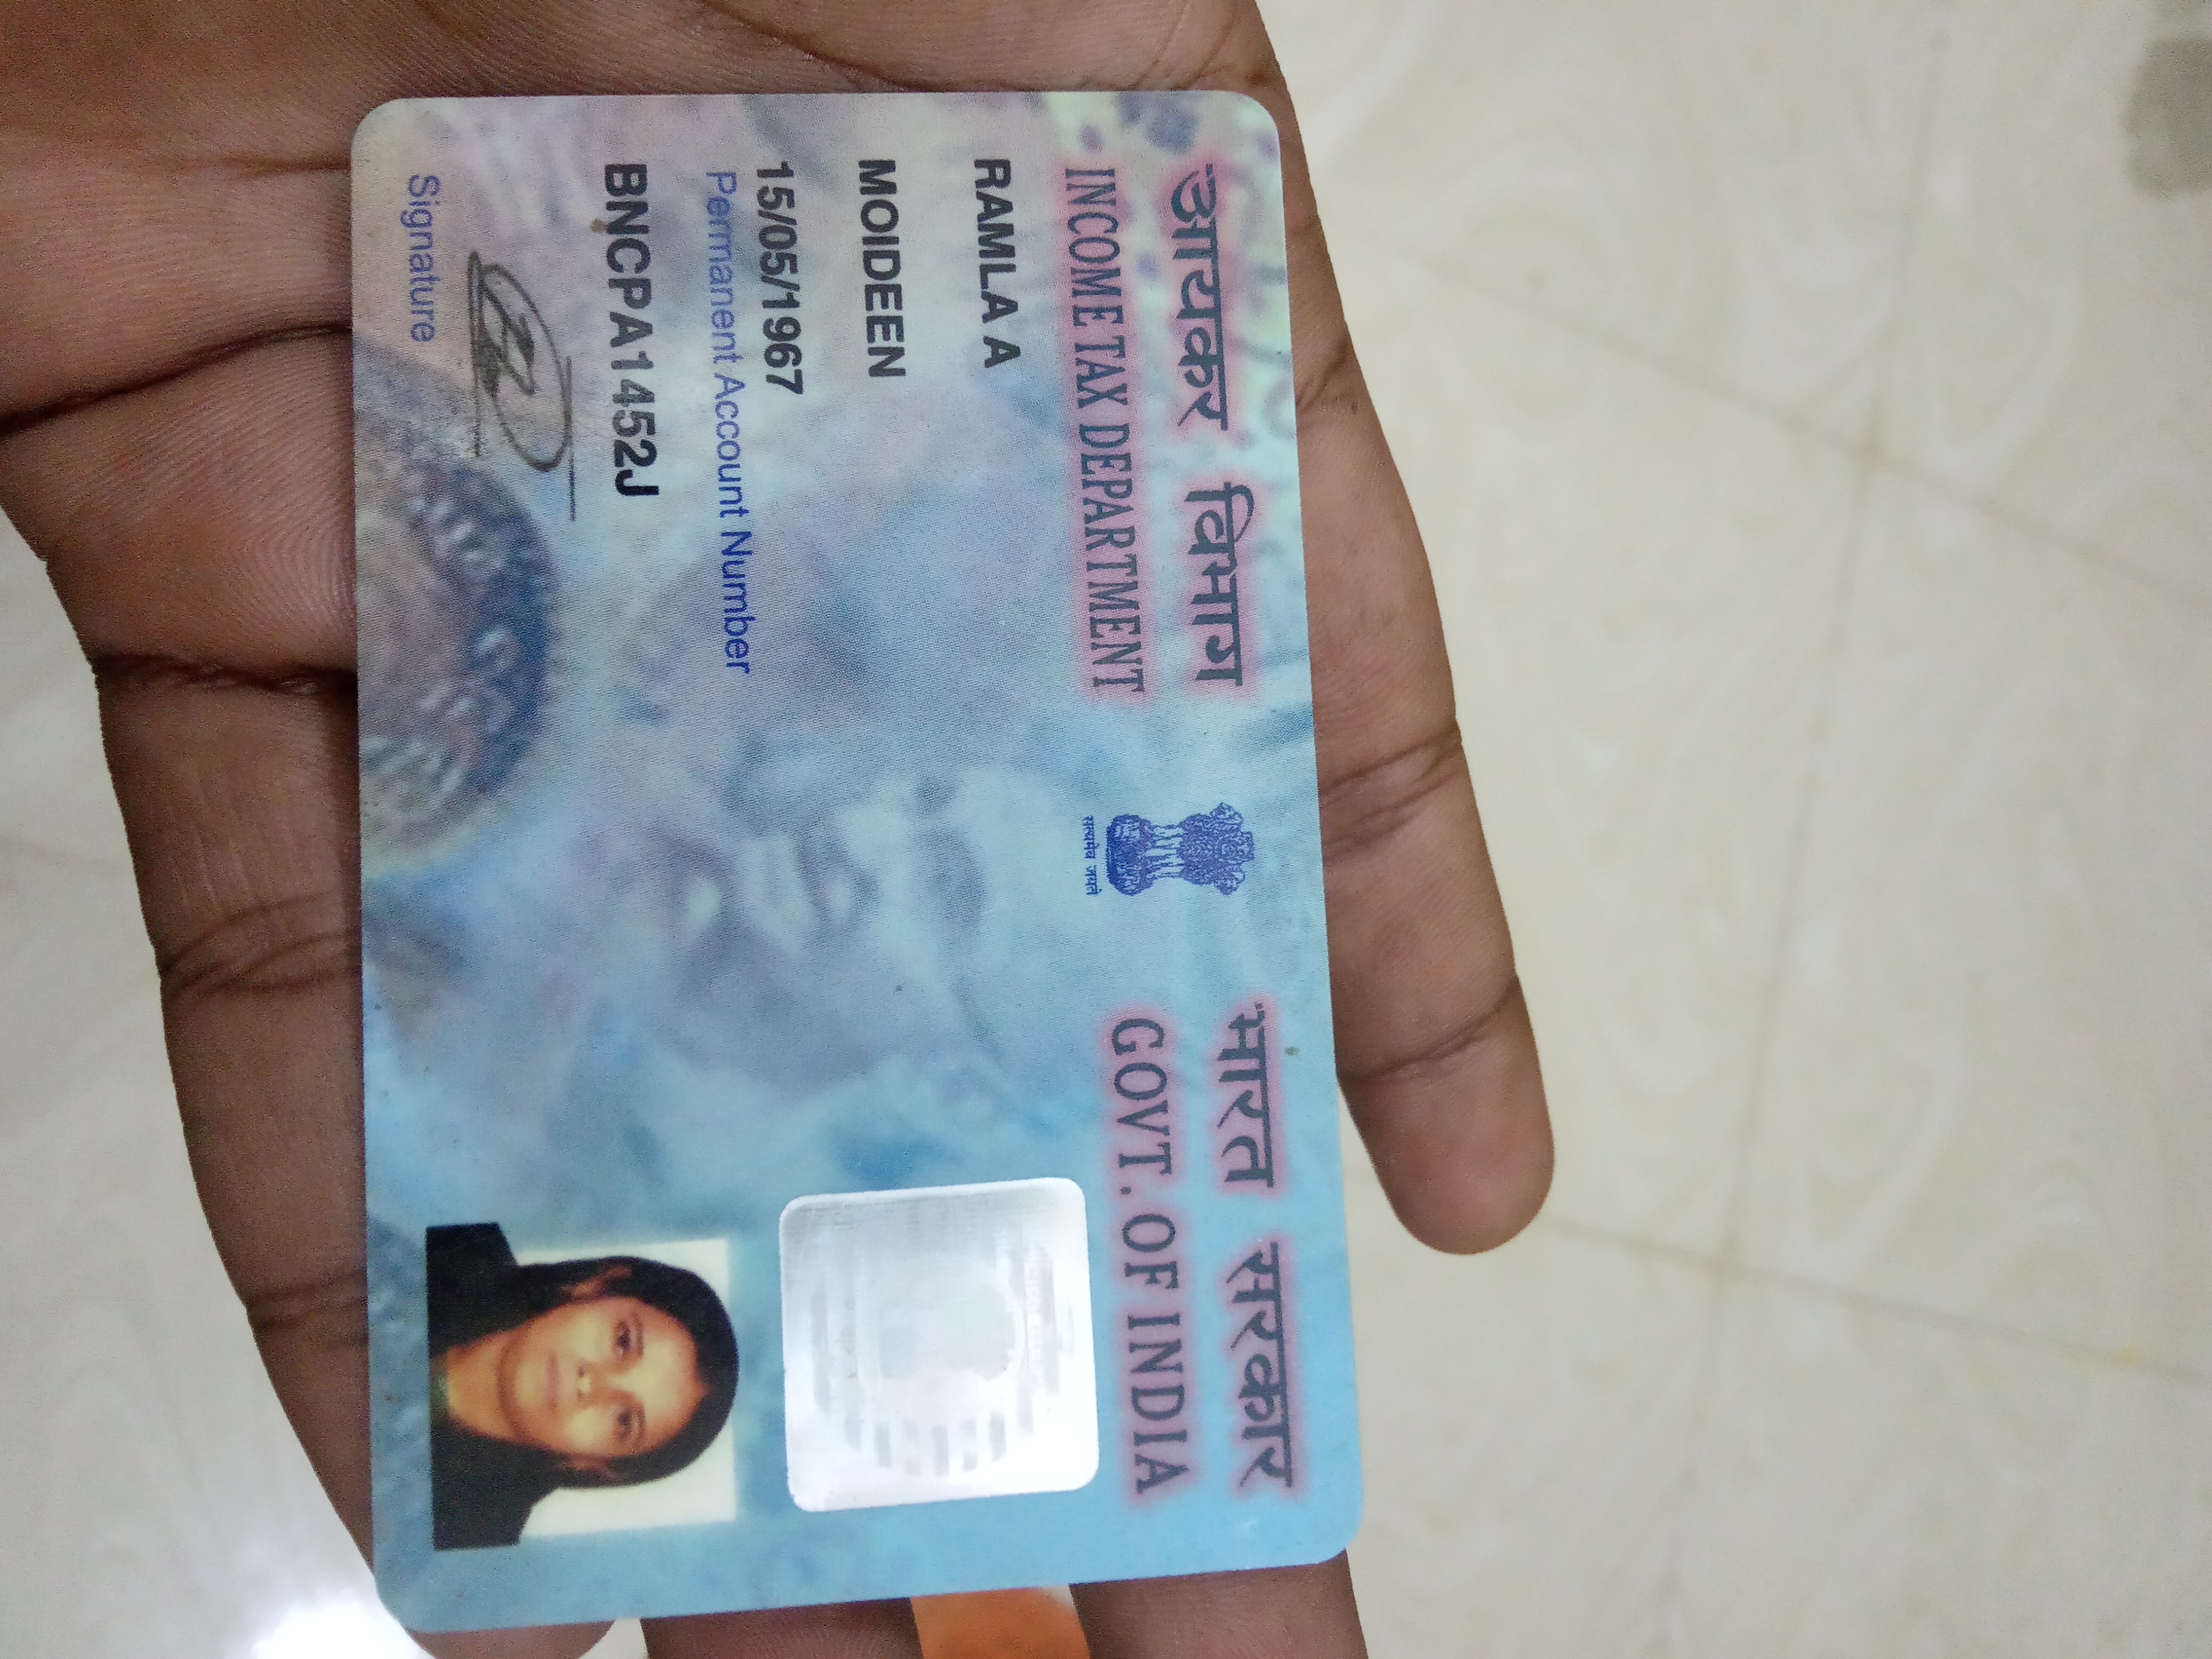 आयकर विभाग
INCOME TAX DEPARTMENT
सत्यमेव जयते
भारत सरकार
GOVT. OF INDIA
RAMLA A
MOIDEEN
15/05/1967
Permanent Account Number
BNCPA1452J
Signature